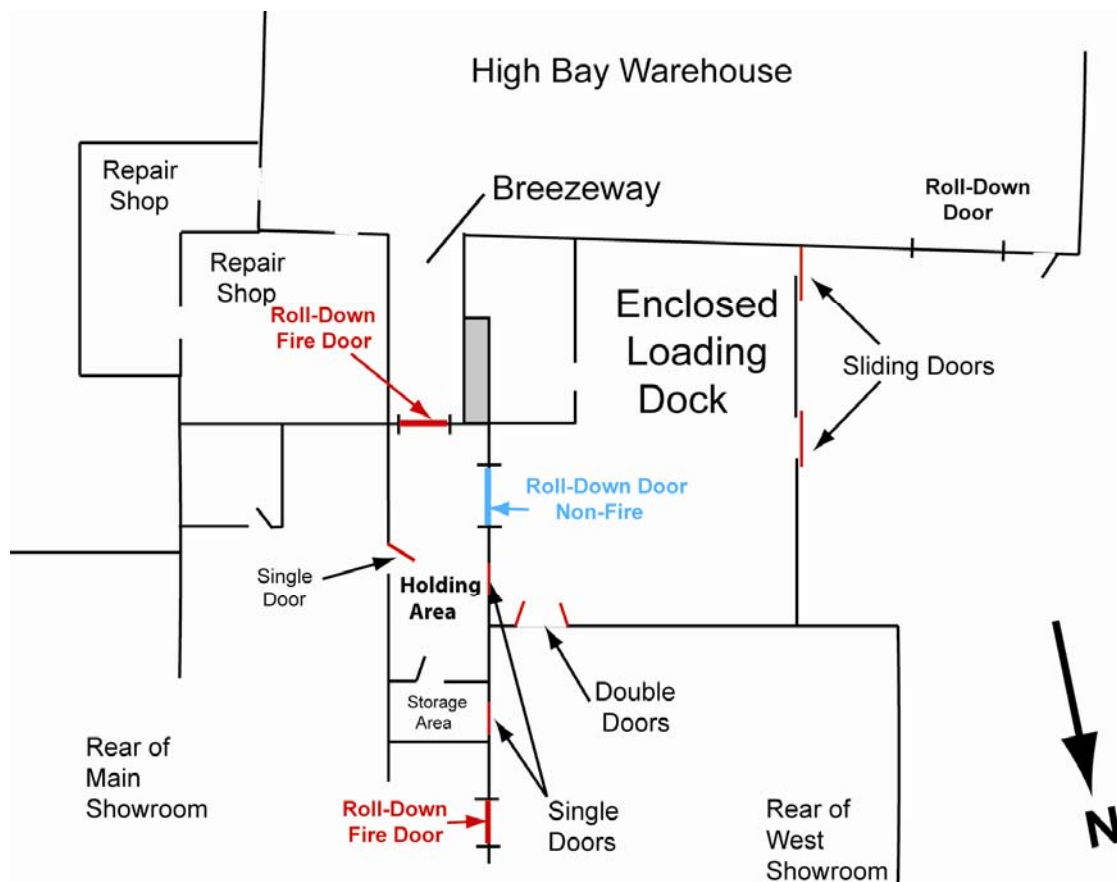 High Bay Warehouse
Repair
Shop
Breezeway
Roll-Down
Door
Repair
Shop
Roll-Down
Fire Door
Enclosed
Loading
Dock
Sliding Doors
Roll-Down Door
Non-Fire
Single
Door
Holding
Area
Storage
Area
Double
Doors
Rear of
Main
Showroom
Roll-Down
Fire Door
Single
Doors
Rear of
West
Showroom
N